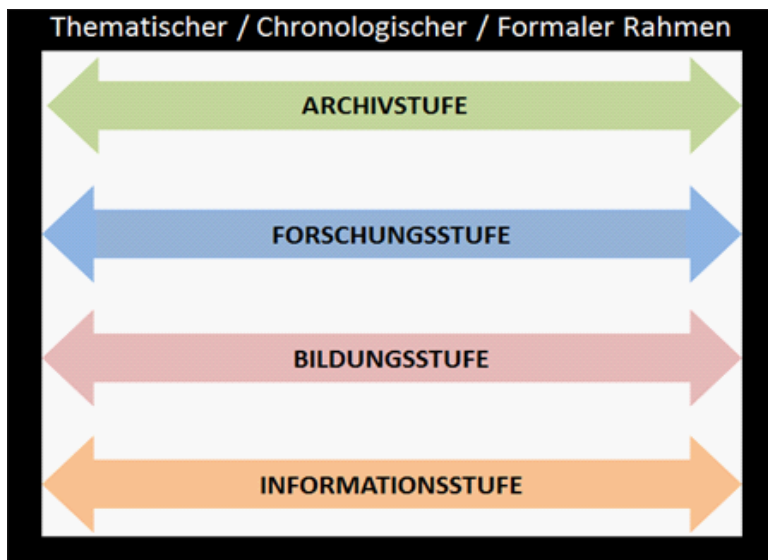 Thematischer / Chronologischer / Formaler Rahmen
ARCHIVSTUFE
FORSCHUNGSSTUFE
BILDUNGSSTUFE
INFORMATIONSSTUFE